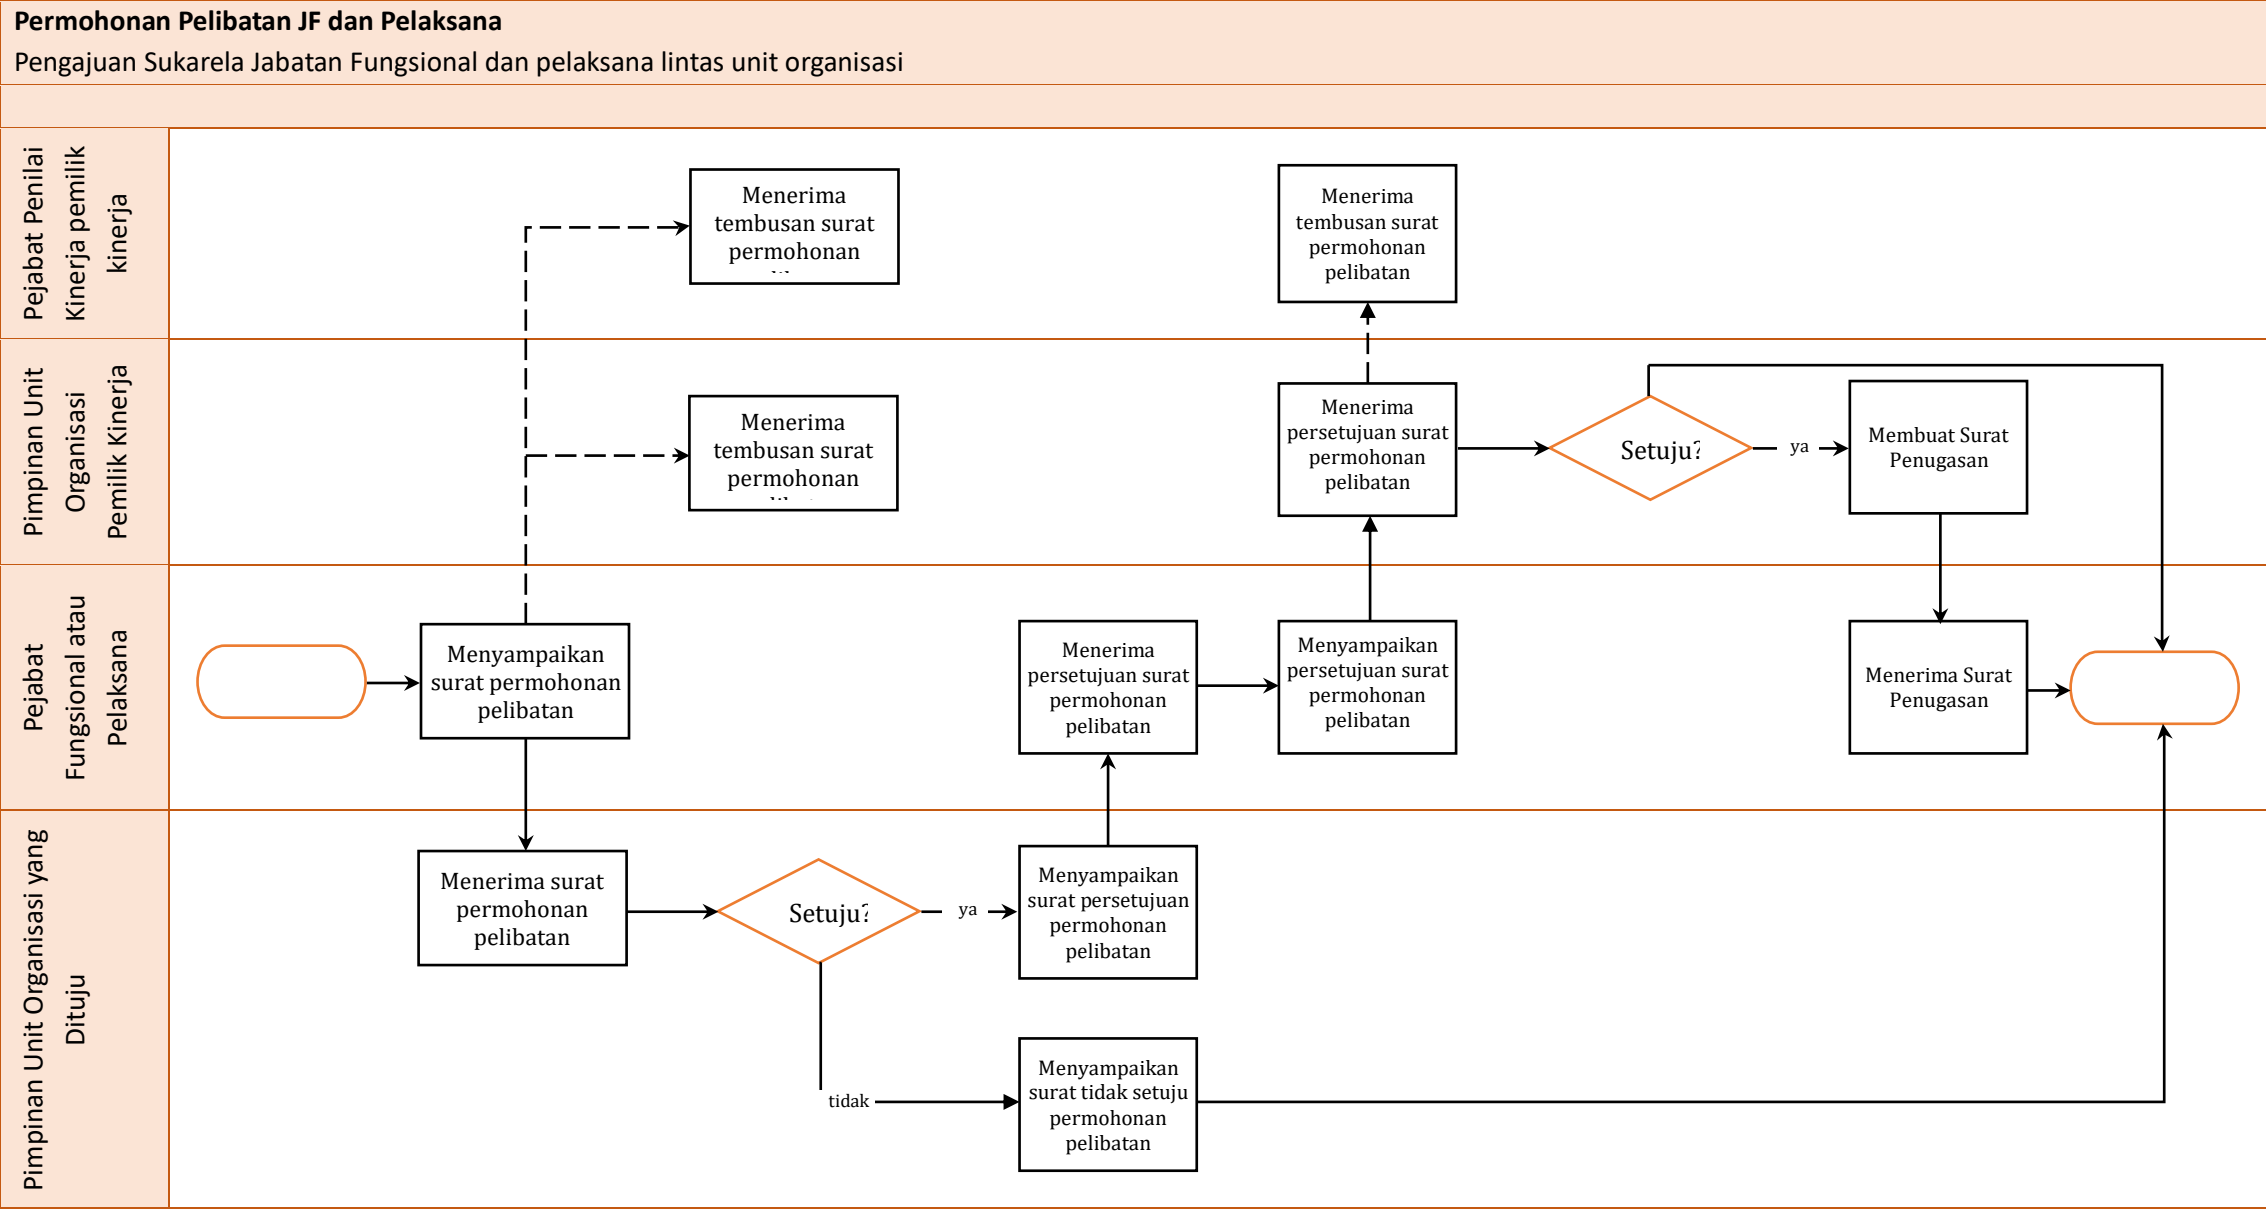 Permohonan Pelibatan JF dan Pelaksana
Pengajuan Sukarela Jabatan Fungsional dan pelaksana lintas unit organisasi
Pejabat Penilai
Kinerja pemilik
kinerja
Menerima
tembusan surat
permohonan
Menerima
tembusan surat
permohonan
pelibatan
Pimpinan Unit
Organisasi
Pemilik Kinerja
Menerima
tembusan surat
permohonan
Menerima
persetujuan surat
permohonan
pelibatan
Setuju?
ya
Membuat Surat
Penugasan
Pejabat
Fungsional atau
Pelaksana
Menyampaikan
surat permohonan
pelibatan
Menerima
persetujuan surat
permohonan
pelibatan
Menyampaikan
persetujuan surat
permohonan
pelibatan
Menerima Surat
Penugasan
Pimpinan Unit Organisasi yang
Dituju
Menerima surat
permohonan
pelibatan
Setuju?
ya
Menyampaikan
surat persetujuan
permohonan
pelibatan
tidak
Menyampaikan
surat tidak setuju
permohonan
pelibatan